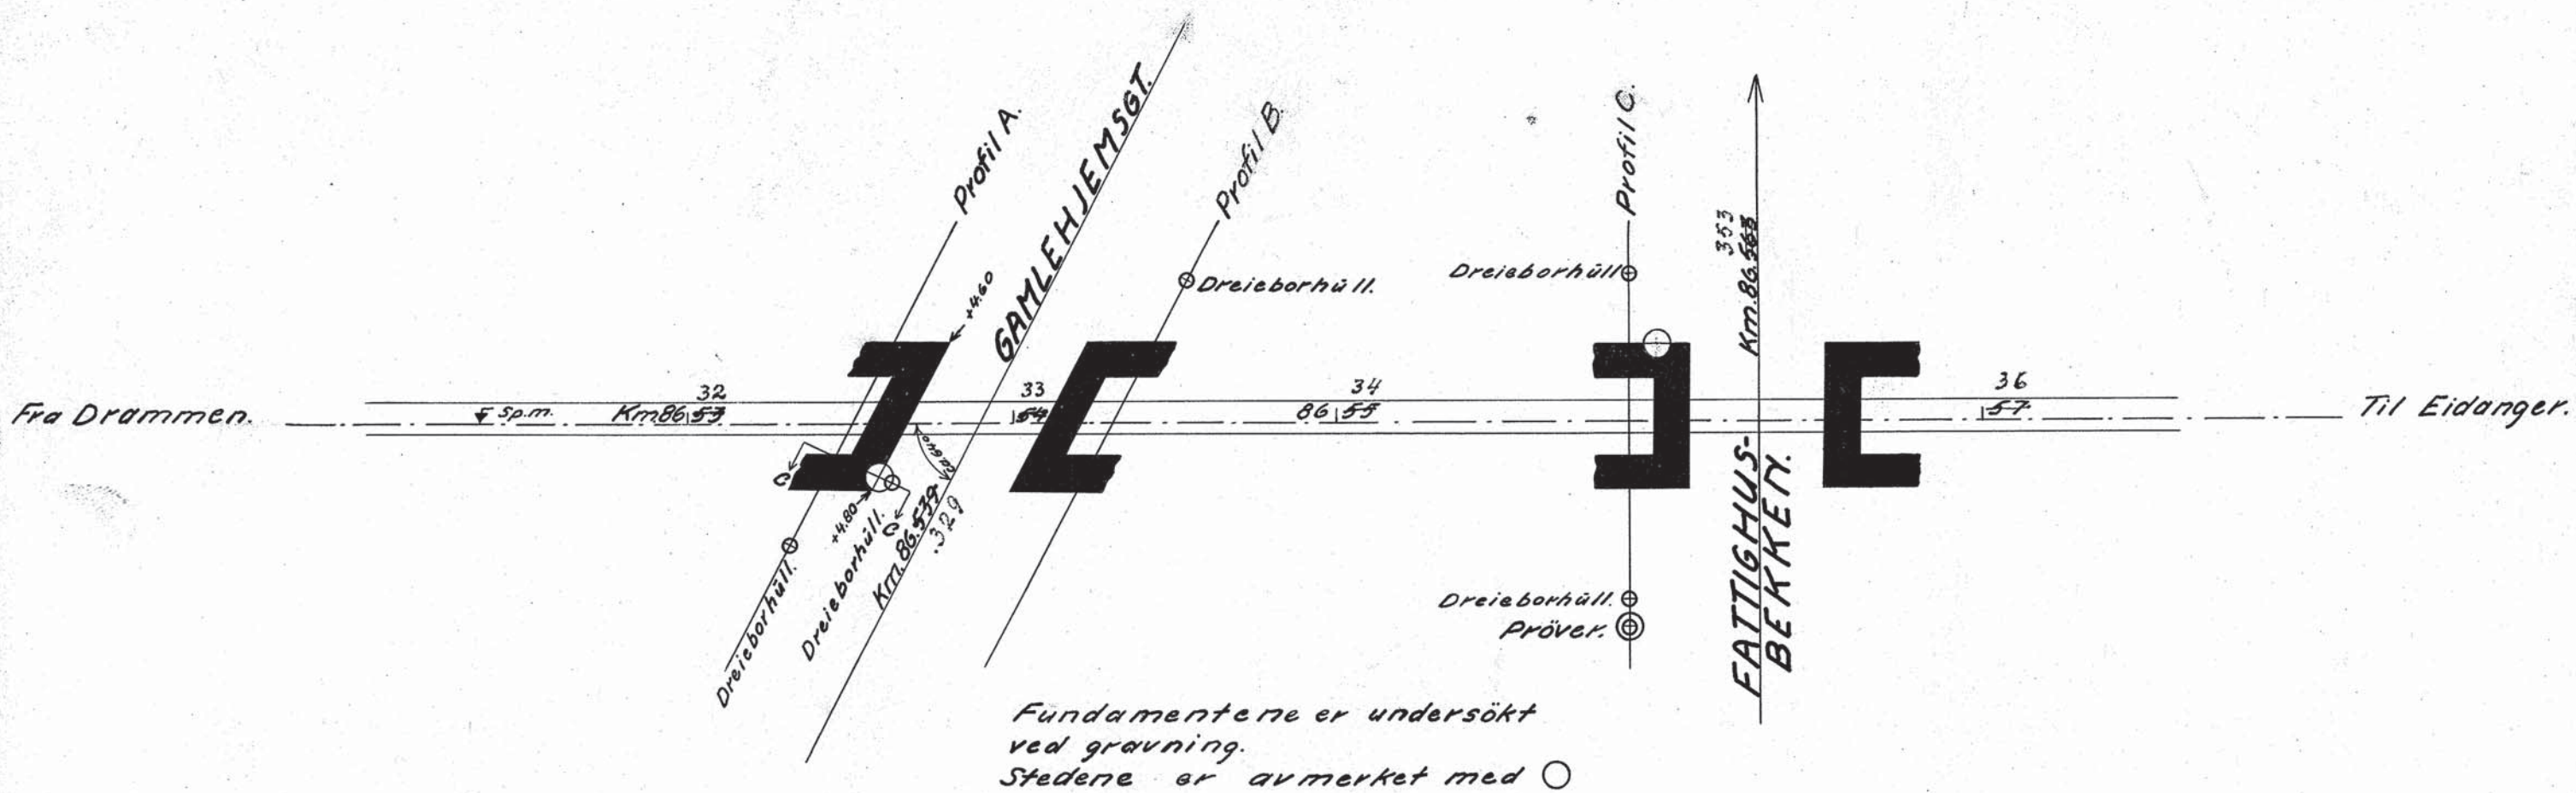 Profil A.
GAMLEHJEMSGT.
Profil B.
Profil C.
+4.60
Dreieborhüll.
Dreieborhüll
353
Km. 86.563
Fra Drammen.
Sp.m.
32
Km 86 53
33
54
34
86 55
36
57
Til Eidanger.
C
C
+4.80
Dreieborhüll.
Dreieborhüll.
Km. 86.539
.329
Dreieborhüll.
Pröver.
FATTIGHUS-
BEKKEN.
Fundamentene er undersökt
ved gravning.
Stedene er avmerket med